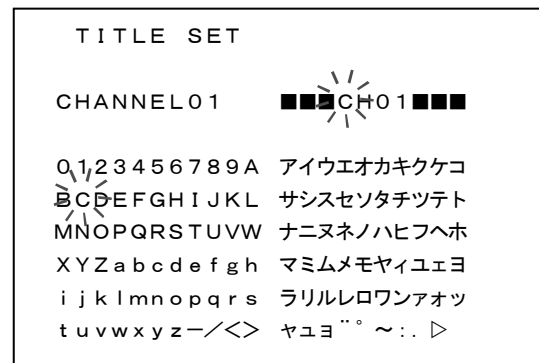 TITLE SET
CHANNEL01 ■■■CH01■■■
0123456789A アイウエオカキクケコ
BCDEFGHIJKL サシスセソタチツテト
MNOPQRSTUVW ナニヌネノハヒフヘホ
XYZabcdefgh マミムメモヤィユェヨ
ijklmnopqrs ラリルレロワンァォッ
tuvwxyz－／<> ャュョ¨°～:. ▷